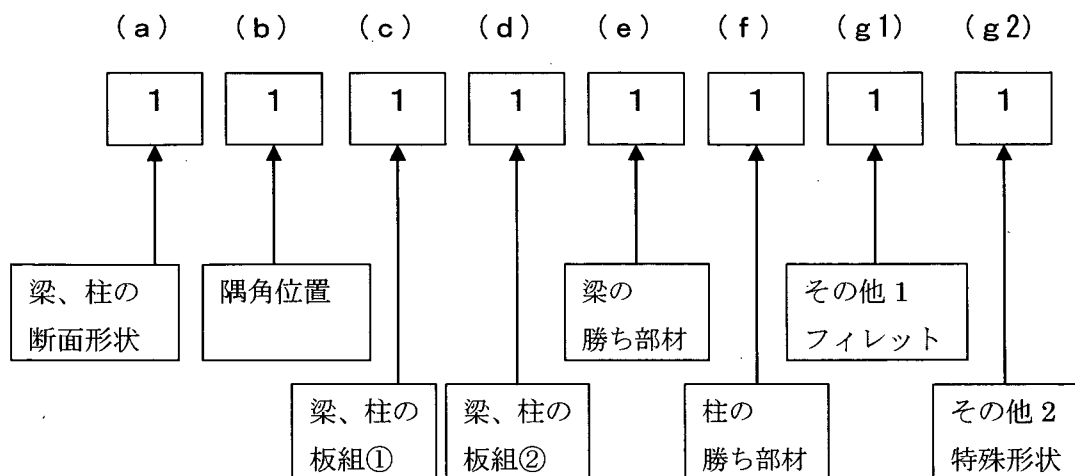 (a) (b) (c) (d) (e) (f) (g1) (g2)
1 1 1 1 1 1 1 1
梁、柱の
断面形状
隅角位置
梁の
勝ち部材
その他1
フィレット
梁、柱の
板組①
梁、柱の
板組②
柱の
勝ち部材
その他2
特殊形状